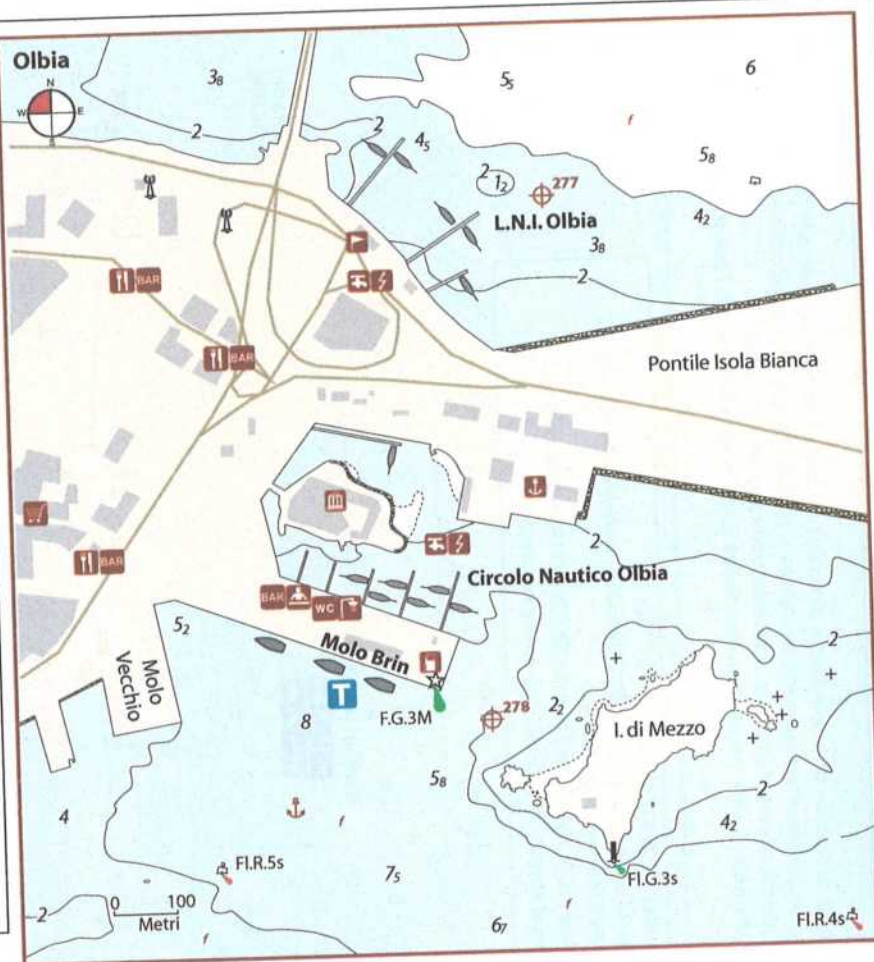 Olbia
N
W E
S
3₈
5₅
6
2
2
4₅
f
5₈
2
1₂
277
4₂
L.N.I. Olbia
3₈
2
BAR
BAR
Pontile Isola Bianca
m
2
BAR
Circolo Nautico Olbia
BAR
WC
5₂
Molo Brin
2
Molo
Vecchio
T
F.G.3M
278
2₂
8
I. di Mezzo
5₈
2
4
4₂
f
Fl.R.5s
7₅
Fl.G.3s
0 100
Metri
2
f
6₇
f
Fl.R.4s